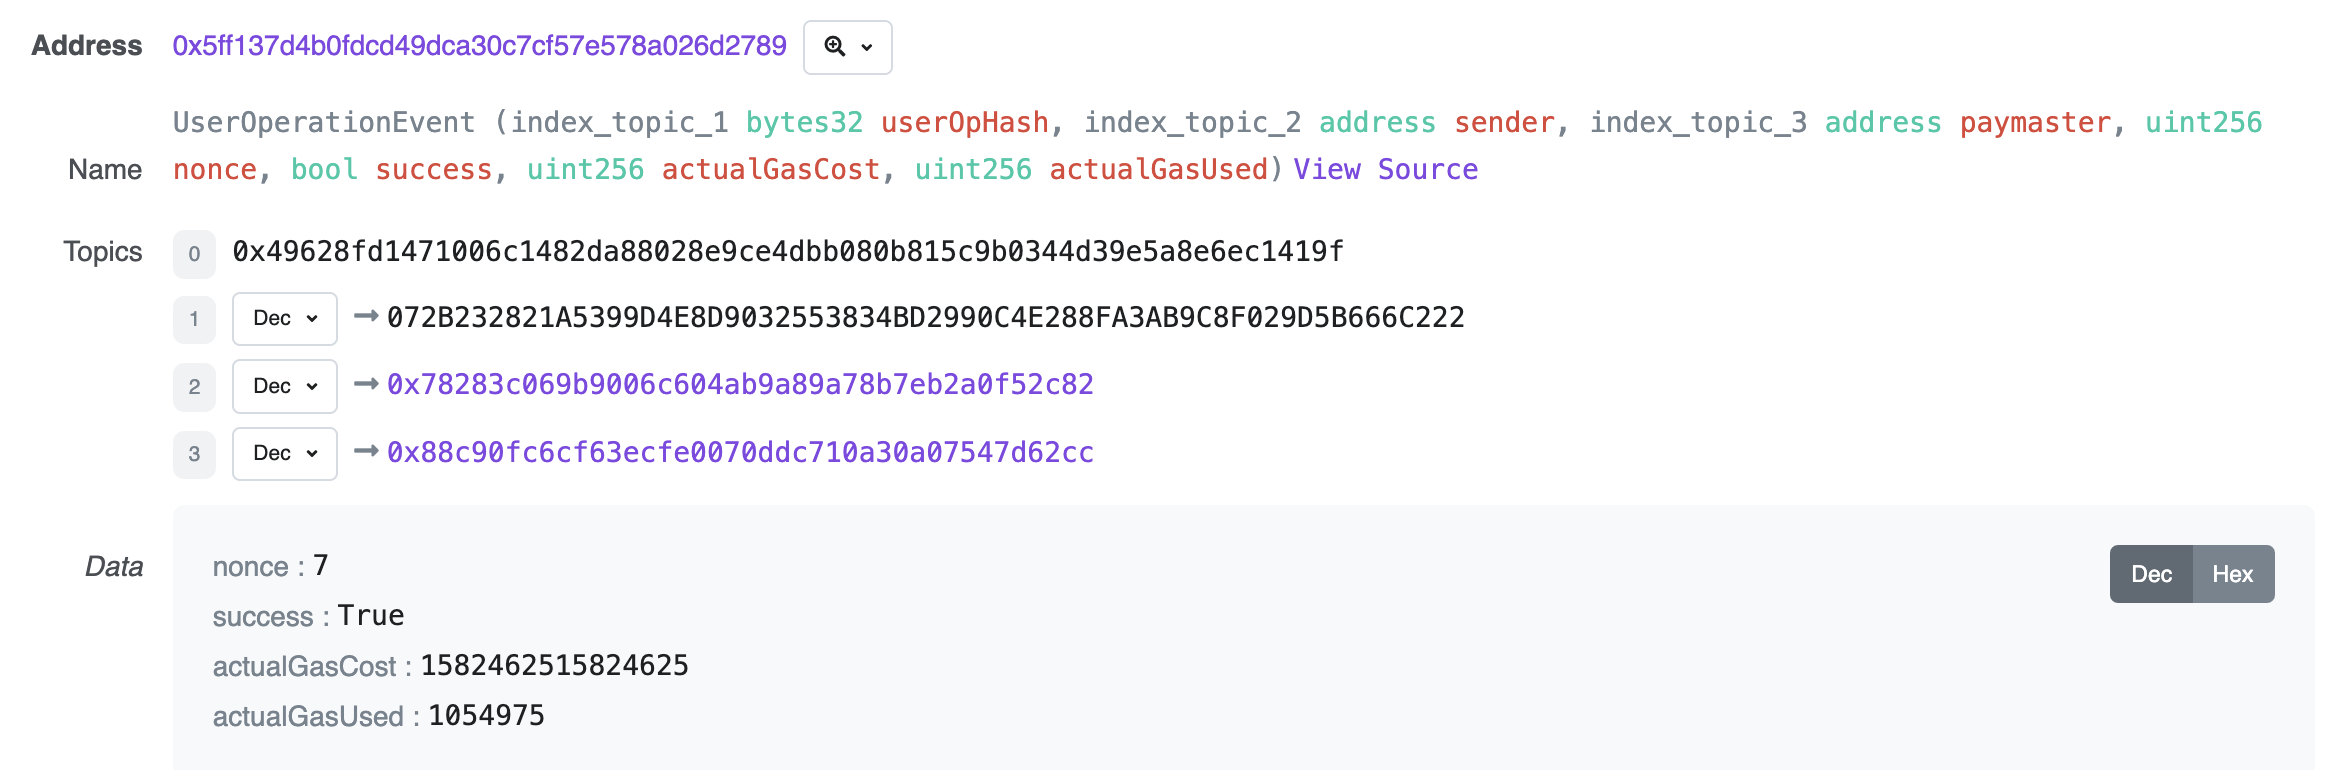 Address 0x5ff137d4b0fdcd49dca30c7cf57e578a026d2789
UserOperationEvent (index_topic_1 bytes32 userOpHash, index_topic_2 address sender, index_topic_3 address paymaster, uint256
Name nonce, bool success, uint256 actualGasCost, uint256 actualGasUsed) View Source
Topics 0 0x49628fd1471006c1482da88028e9ce4dbb080b815c9b0344d39e5a8e6ec1419f
1 Dec → 072B232821A5399D4E8D9032553834BD2990C4E288FA3AB9C8F029D5B666C222
2 Dec → 0x78283c069b9006c604ab9a89a78b7eb2a0f52c82
3 Dec → 0x88c90fc6cf63ecfe0070ddc710a30a07547d62cc
Data nonce : 7 Dec Hex
success : True
actualGasCost : 1582462515824625
actualGasUsed : 1054975